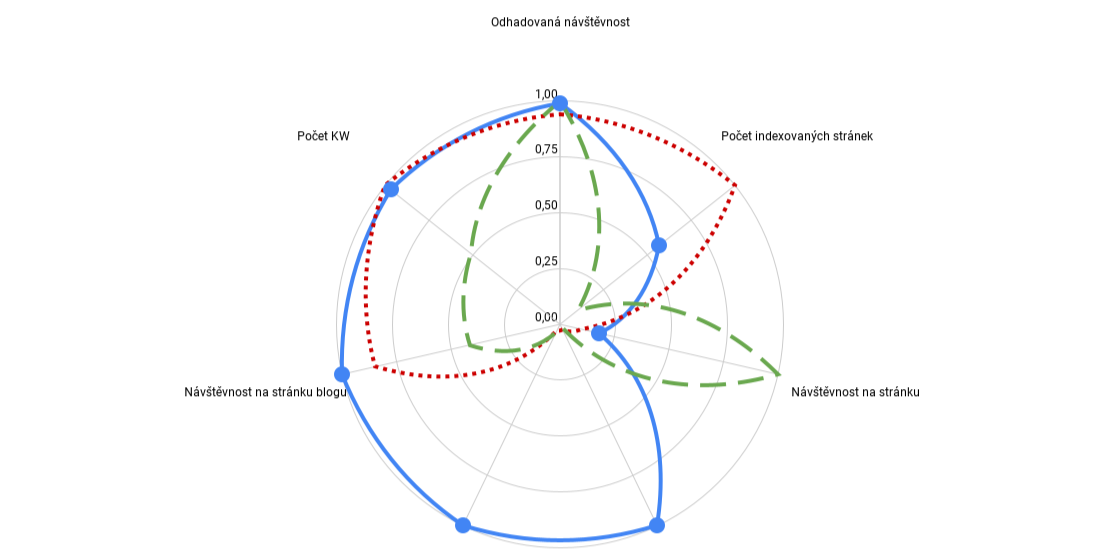 Odhadovaná návštěvnost
1,00
Počet KW
Počet indexovaných stránek
0,75
0,50
0,25
0,00
Návštěvnost na stránku blogu
Návštěvnost na stránku